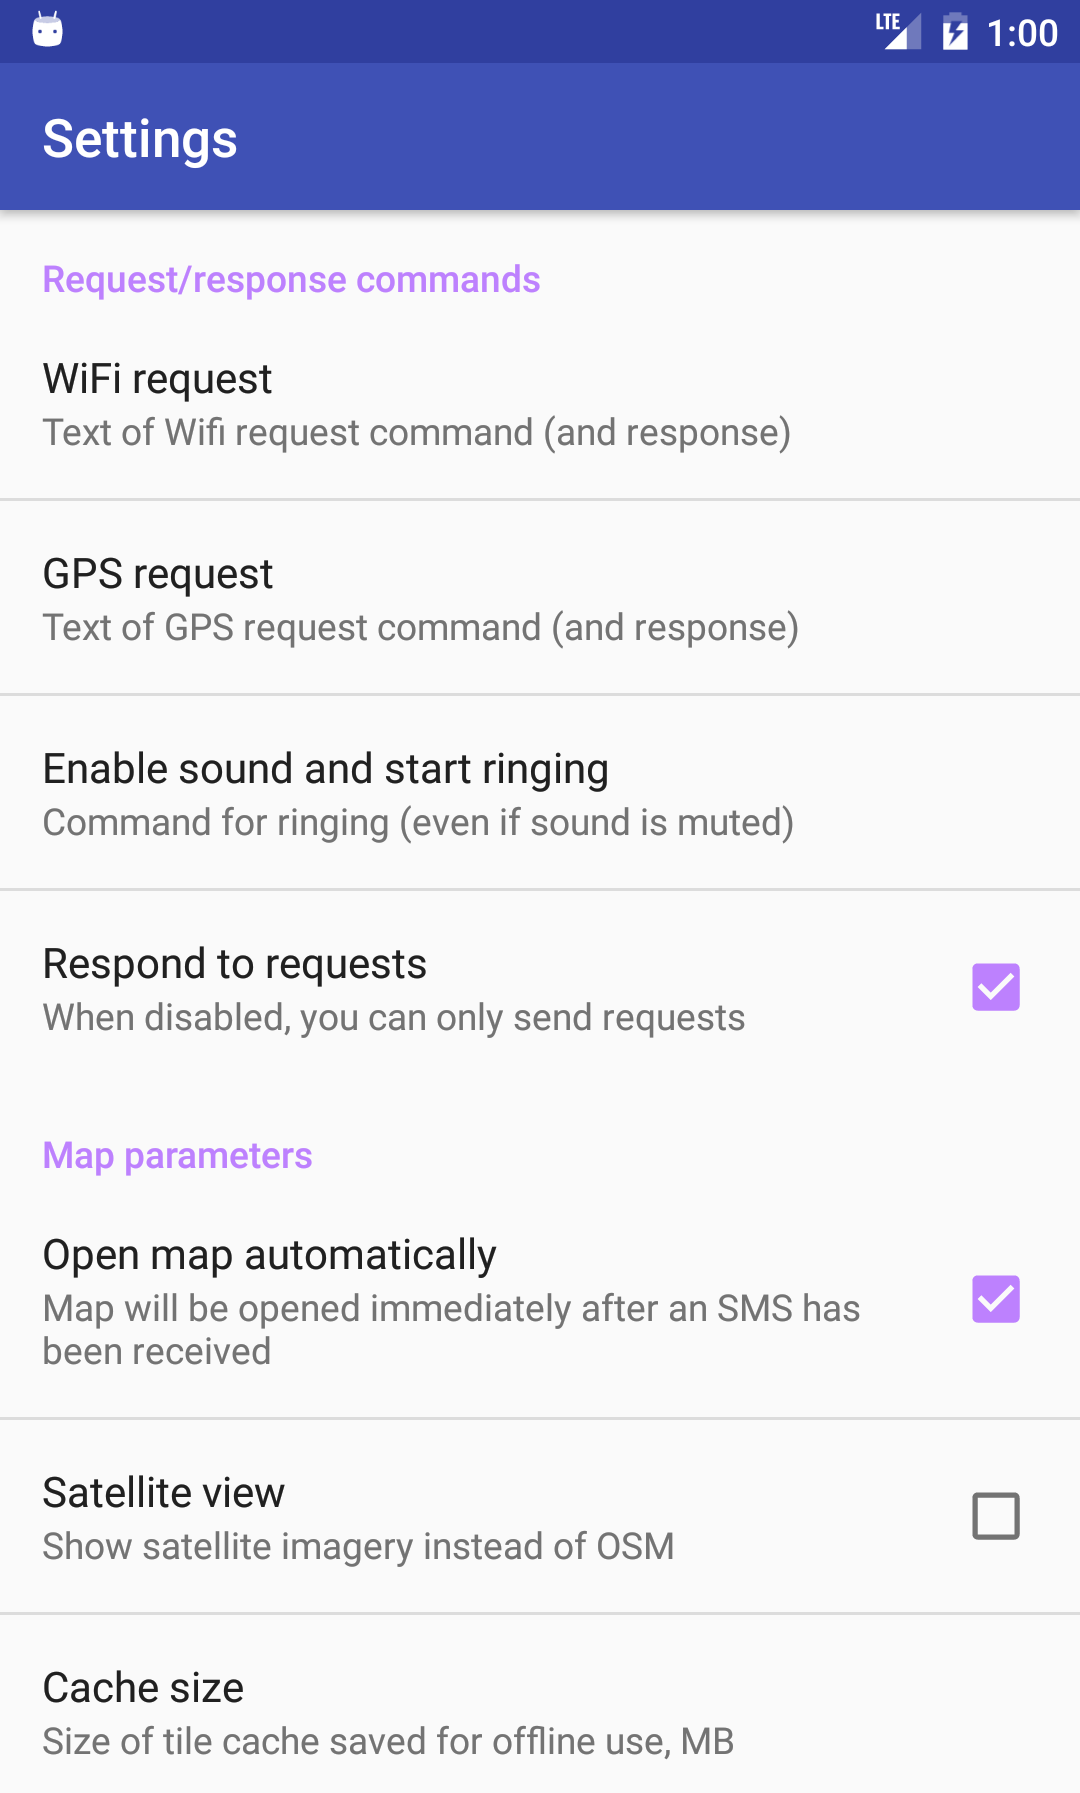 LTE 1:00
Settings
Request/response commands
WiFi request
Text of Wifi request command (and response)
GPS request
Text of GPS request command (and response)
Enable sound and start ringing
Command for ringing (even if sound is muted)
Respond to requests
When disabled, you can only send requests
Map parameters
Open map automatically
Map will be opened immediately after an SMS has
been received
Satellite view
Show satellite imagery instead of OSM
Cache size
Size of tile cache saved for offline use, MB